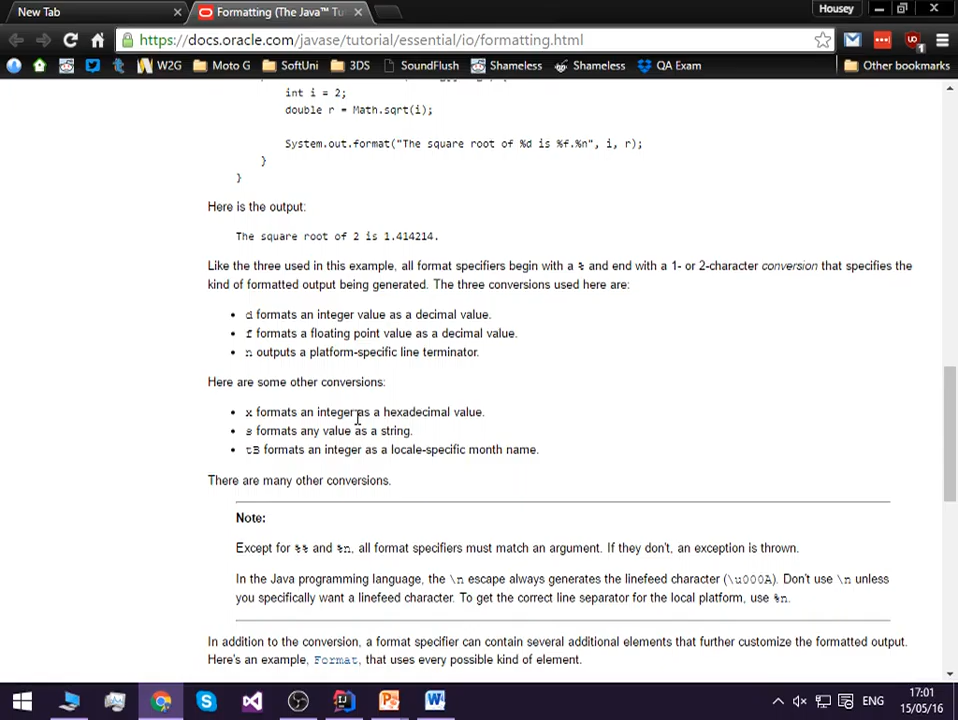 New Tab
Formatting (The Java™ Tu
Housey
https://docs.oracle.com/javase/tutorial/essential/io/formatting.html
W2G
Moto G
SoftUni
3DS
SoundFlush
Shameless
Shameless
QA Exam
Other bookmarks
int i = 2;
double r = Math.sqrt(i);
System.out.format("The square root of %d is %f.%n", i, r);
}
}
Here is the output:
The square root of 2 is 1.414214.
Like the three used in this example, all format specifiers begin with a % and end with a 1- or 2-character conversion that specifies the
kind of formatted output being generated. The three conversions used here are:
• d formats an integer value as a decimal value.
• f formats a floating point value as a decimal value.
• n outputs a platform-specific line terminator.
Here are some other conversions:
• x formats an integer as a hexadecimal value.
• s formats any value as a string.
• tB formats an integer as a locale-specific month name.
There are many other conversions.
Note:
Except for %% and %n, all format specifiers must match an argument. If they don't, an exception is thrown.
In the Java programming language, the \n escape always generates the linefeed character (\u000A). Don't use \n unless
you specifically want a linefeed character. To get the correct line separator for the local platform, use %n.
In addition to the conversion, a format specifier can contain several additional elements that further customize the formatted output.
Here's an example, Format, that uses every possible kind of element.
ENG
17:01
15/05/16